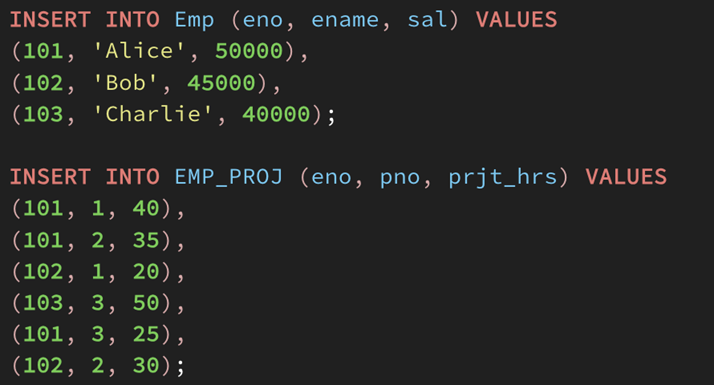 INSERT INTO Emp (eno, ename, sal) VALUES
(101, 'Alice', 50000),
(102, 'Bob', 45000),
(103, 'Charlie', 40000);
INSERT INTO EMP_PROJ (eno, pno, prjt_hrs) VALUES
(101, 1, 40),
(101, 2, 35),
(102, 1, 20),
(103, 3, 50),
(101, 3, 25),
(102, 2, 30);